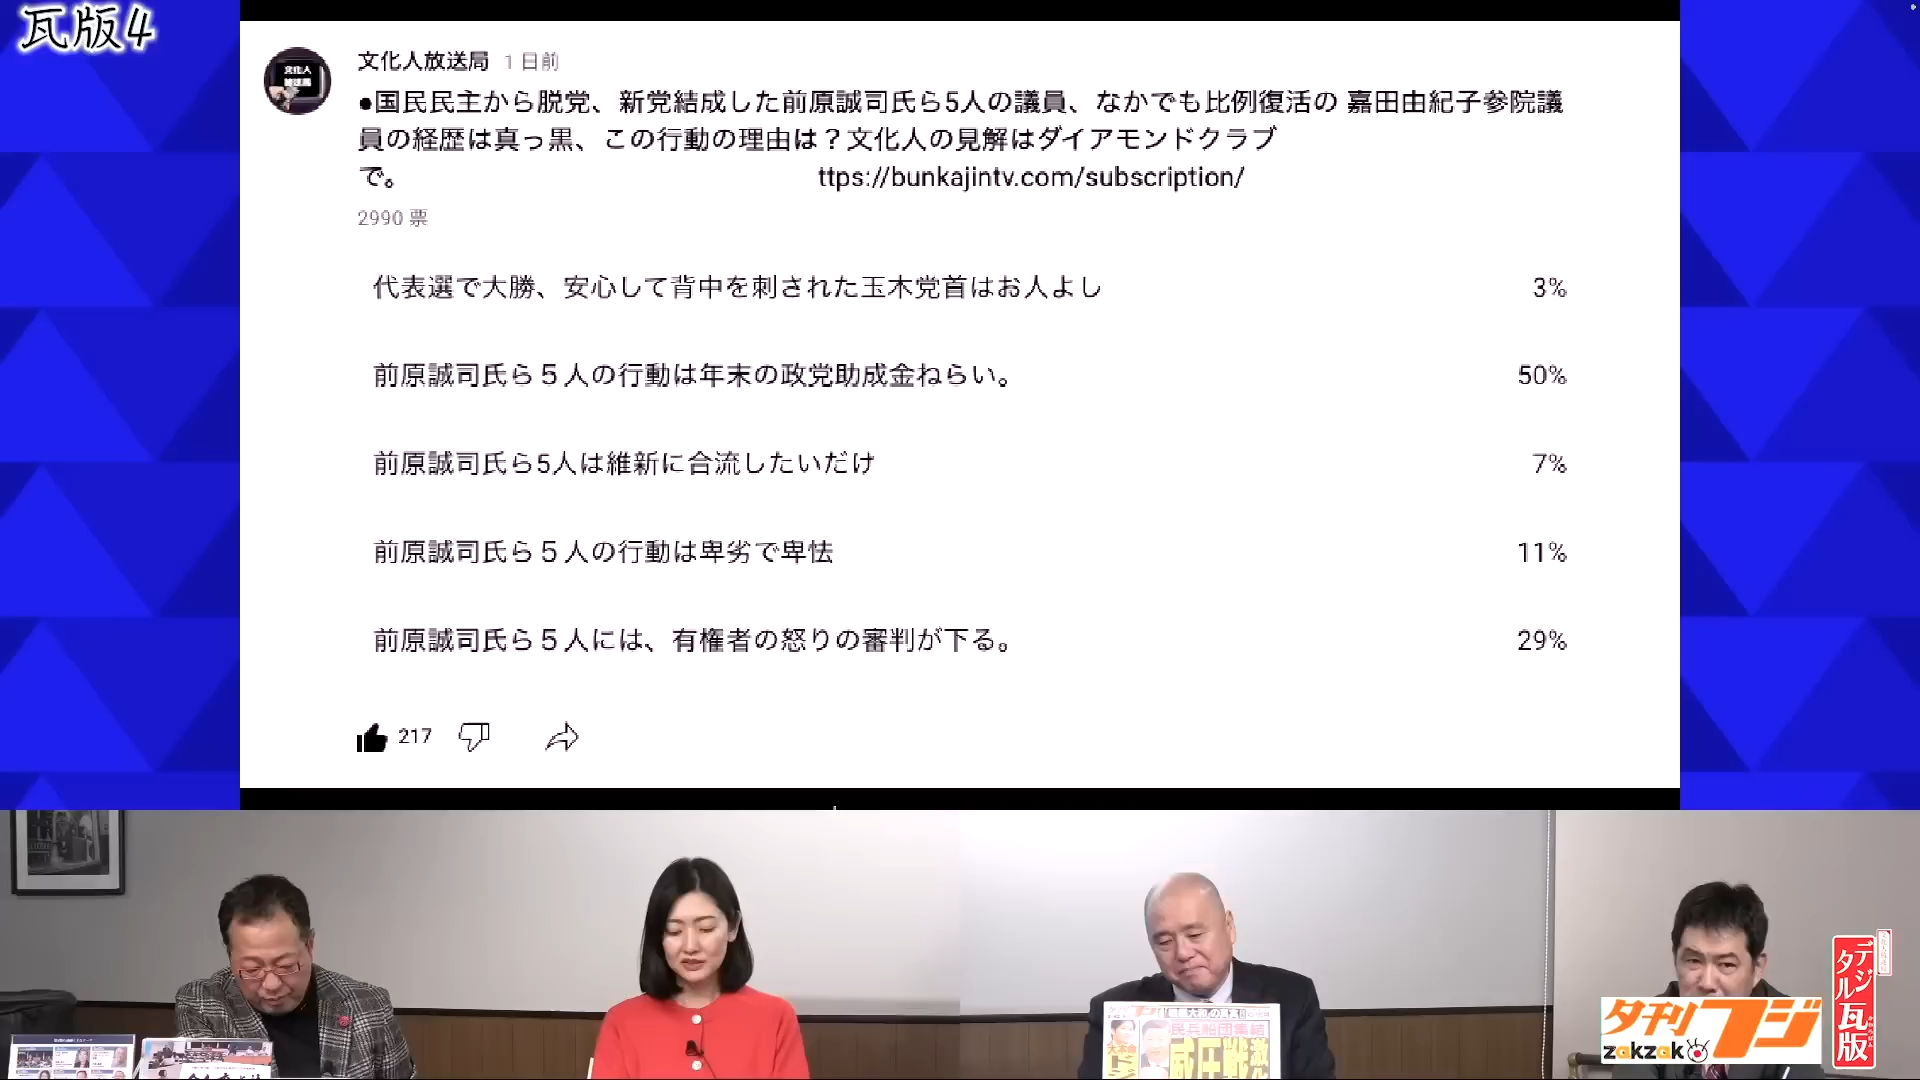 瓦版4
文化人放送局 1 日前
●国民民主から脱党、新党結成した前原誠司氏ら5人の議員、なかでも比例復活の 嘉田由紀子参院議
員の経歴は真っ黒、この行動の理由は？文化人の見解はダイアモンドクラブ
で。 ttps://bunkajintv.com/subscription/
2990 票
代表選で大勝、安心して背中を刺された玉木党首はお人よし 3%
前原誠司氏ら５人の行動は年末の政党助成金ねらい。 50%
前原誠司氏ら5人は維新に合流したいだけ 7%
前原誠司氏ら５人の行動は卑劣で卑怯 11%
前原誠司氏ら５人には、有権者の怒りの審判が下る。 29%
217
民兵船団集結
威圧戦激
夕刊フジ
zakzak
デジタル瓦版